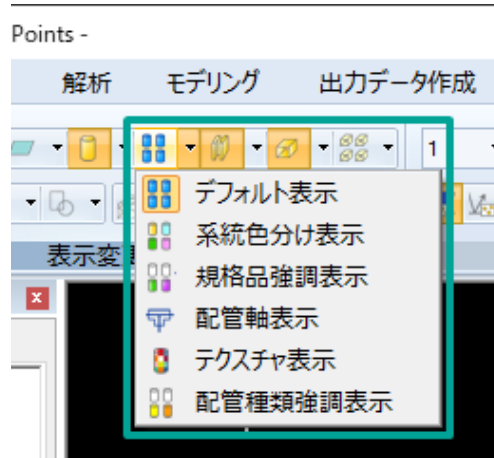 Points -
解析 モデリング 出力データ作成
1
デフォルト表示
系統色分け表示
規格品強調表示
配管軸表示
テクスチャ表示
配管種類強調表示
表示変